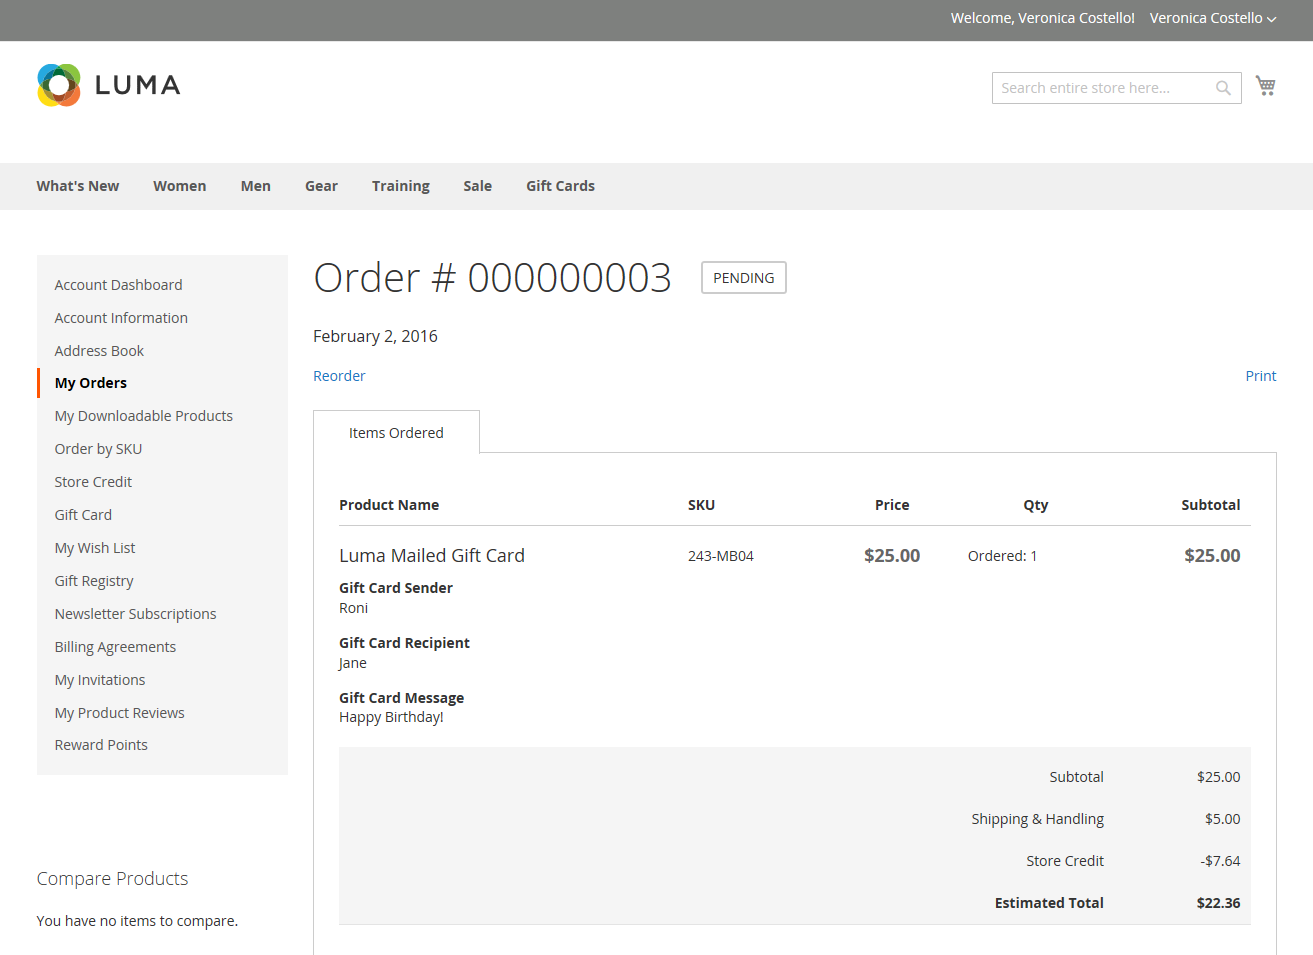 Welcome, Veronica Costello! Veronica Costello
LUMA
Search entire store here...
What's New Women Men Gear Training Sale Gift Cards
Account Dashboard
Account Information
Address Book
My Orders
My Downloadable Products
Order by SKU
Store Credit
Gift Card
My Wish List
Gift Registry
Newsletter Subscriptions
Billing Agreements
My Invitations
My Product Reviews
Reward Points
Compare Products
You have no items to compare.
Order # 000000003 PENDING
February 2, 2016
Reorder Print
Items Ordered
Product Name SKU Price Qty Subtotal
Luma Mailed Gift Card 243-MB04 $25.00 Ordered: 1 $25.00
Gift Card Sender
Roni
Gift Card Recipient
Jane
Gift Card Message
Happy Birthday!
Subtotal $25.00
Shipping & Handling $5.00
Store Credit -$7.64
Estimated Total $22.36